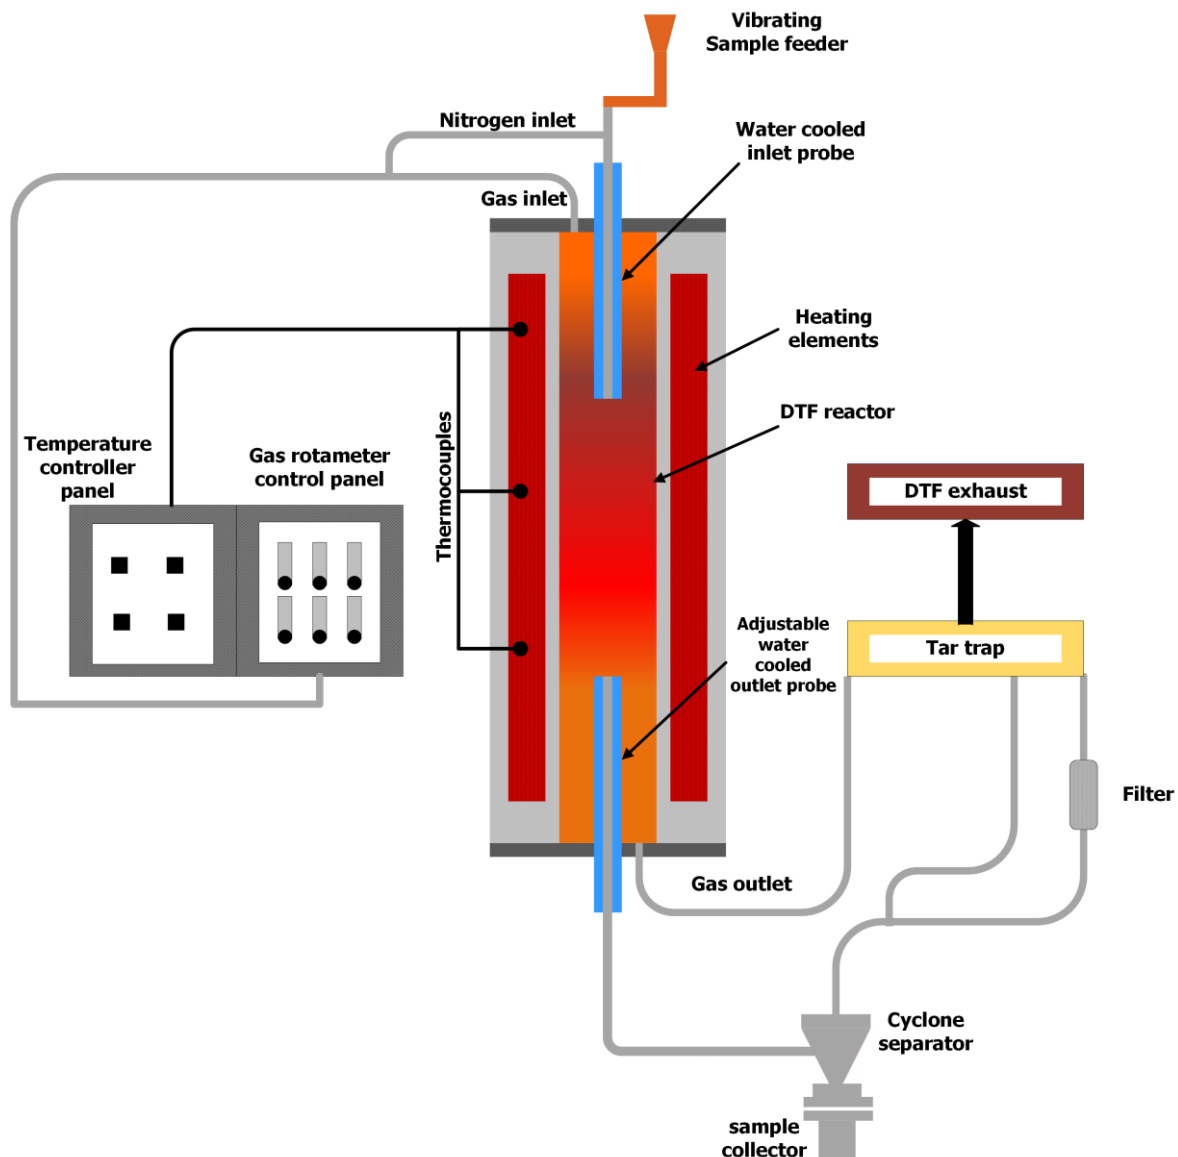 Vibrating
Sample feeder
Nitrogen inlet
Water cooled
inlet probe
Gas inlet
Heating
elements
DTF reactor
Temperature
controller
panel
Gas rotameter
control panel
Thermocouples
DTF exhaust
Adjustable
water
cooled
outlet probe
Tar trap
Filter
Gas outlet
Cyclone
separator
sample
collector